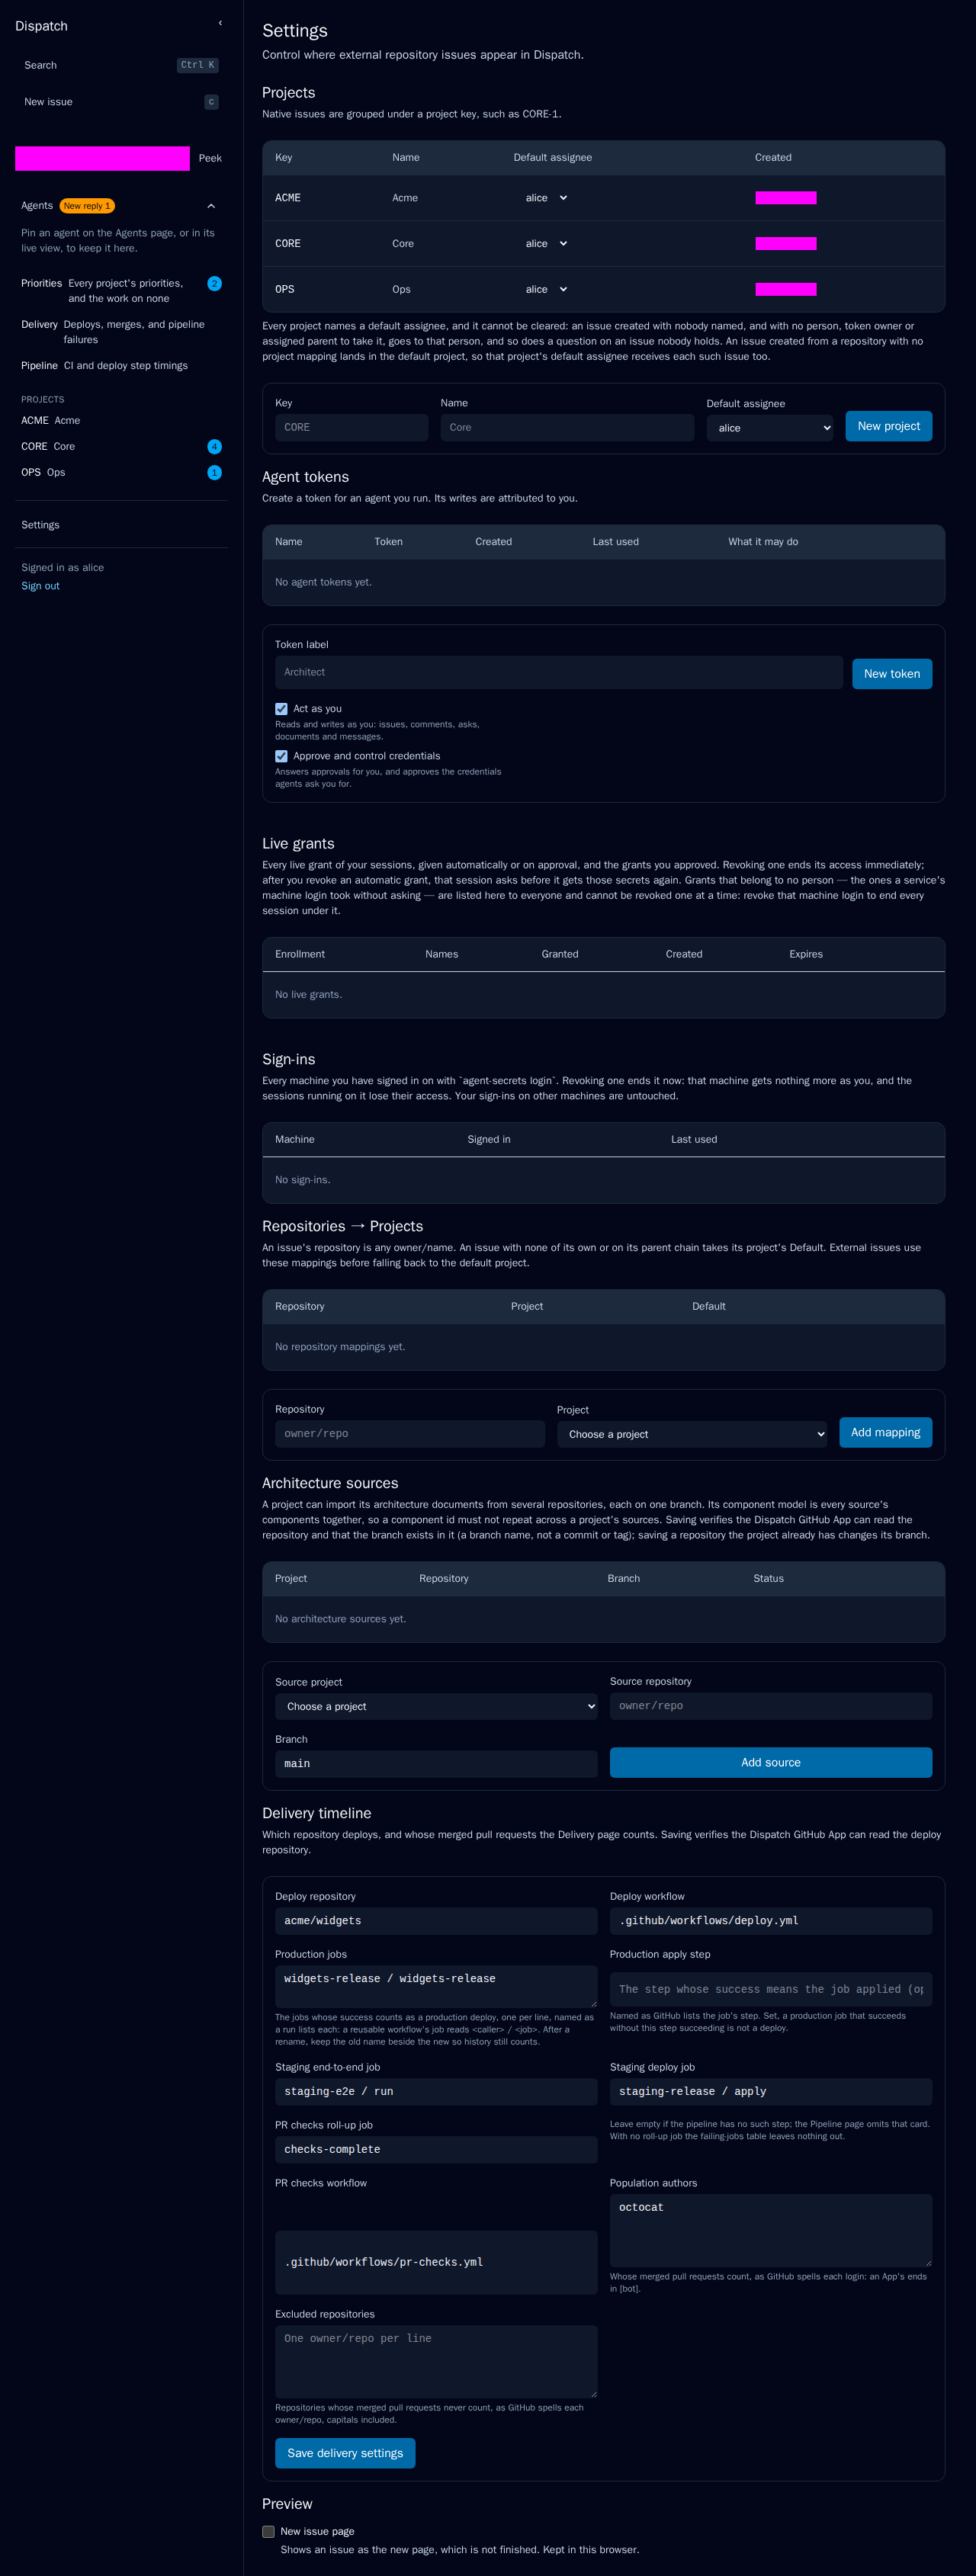 Dispatch
Search
Ctrl K
New issue
C
Peek
Agents
New reply 1
Pin an agent on the Agents page, or in its
live view, to keep it here.
Priorities Every project's priorities,
and the work on none
2
Delivery Deploys, merges, and pipeline
failures
Pipeline CI and deploy step timings
PROJECTS
ACME Acme
CORE Core 4
OPS Ops 1
Settings
Signed in as alice
Sign out
Settings
Control where external repository issues appear in Dispatch.
Projects
Native issues are grouped under a project key, such as CORE-1.
Key Name Default assignee Created
ACME Acme alice
CORE Core alice
OPS Ops alice
Every project names a default assignee, and it cannot be cleared: an issue created with nobody named, and with no person, token owner or
assigned parent to take it, goes to that person, and so does a question on an issue nobody holds. An issue created from a repository with no
project mapping lands in the default project, so that project's default assignee receives each such issue too.
Key Name Default assignee
CORE Core alice New project
Agent tokens
Create a token for an agent you run. Its writes are attributed to you.
Name Token Created Last used What it may do
No agent tokens yet.
Token label
Architect New token
Act as you
Reads and writes as you: issues, comments, asks,
documents and messages.
Approve and control credentials
Answers approvals for you, and approves the credentials
agents ask you for.
Live grants
Every live grant of your sessions, given automatically or on approval, and the grants you approved. Revoking one ends its access immediately;
after you revoke an automatic grant, that session asks before it gets those secrets again. Grants that belong to no person — the ones a service's
machine login took without asking — are listed here to everyone and cannot be revoked one at a time: revoke that machine login to end every
session under it.
Enrollment Names Granted Created Expires
No live grants.
Sign-ins
Every machine you have signed in on with `agent-secrets login`. Revoking one ends it now: that machine gets nothing more as you, and the
sessions running on it lose their access. Your sign-ins on other machines are untouched.
Machine Signed in Last used
No sign-ins.
Repositories → Projects
An issue's repository is any owner/name. An issue with none of its own or on its parent chain takes its project's Default. External issues use
these mappings before falling back to the default project.
Repository Project Default
No repository mappings yet.
Repository Project
owner/repo Choose a project Add mapping
Architecture sources
A project can import its architecture documents from several repositories, each on one branch. Its component model is every source's
components together, so a component id must not repeat across a project's sources. Saving verifies the Dispatch GitHub App can read the
repository and that the branch exists in it (a branch name, not a commit or tag); saving a repository the project already has changes its branch.
Project Repository Branch Status
No architecture sources yet.
Source project Source repository
Choose a project owner/repo
Branch
main Add source
Delivery timeline
Which repository deploys, and whose merged pull requests the Delivery page counts. Saving verifies the Dispatch GitHub App can read the deploy
repository.
Deploy repository Deploy workflow
acme/widgets .github/workflows/deploy.yml
Production jobs Production apply step
widgets-release / widgets-release
The step whose success means the job applied (op
The jobs whose success counts as a production deploy, one per line, named as
a run lists each: a reusable workflow's job reads <caller> / <job>. After a
rename, keep the old name beside the new so history still counts.
Named as GitHub lists the job's step. Set, a production job that succeeds
without this step succeeding is not a deploy.
Staging end-to-end job Staging deploy job
staging-e2e / run staging-release / apply
PR checks roll-up job
checks-complete
Leave empty if the pipeline has no such step; the Pipeline page omits that card.
With no roll-up job the failing-jobs table leaves nothing out.
PR checks workflow Population authors
.github/workflows/pr-checks.yml
octocat
Whose merged pull requests count, as GitHub spells each login: an App's ends
in [bot].
Excluded repositories
One owner/repo per line
Repositories whose merged pull requests never count, as GitHub spells each
owner/repo, capitals included.
Save delivery settings
Preview
New issue page
Shows an issue as the new page, which is not finished. Kept in this browser.